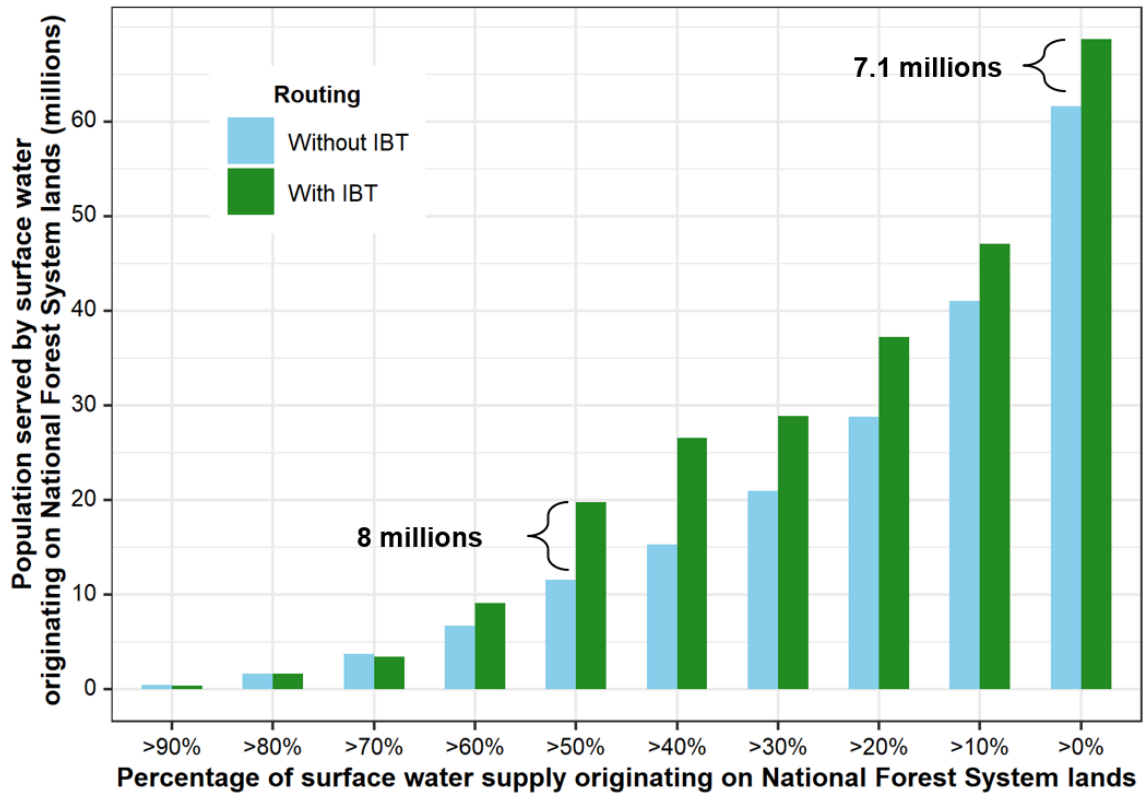 Population served by surface water
originating on National Forest System lands (millions)
60
50
40
30
20
10
0
Routing
Without IBT
With IBT
7.1 millions
8 millions
>90% >80% >70% >60% >50% >40% >30% >20% >10% >0%
Percentage of surface water supply originating on National Forest System lands